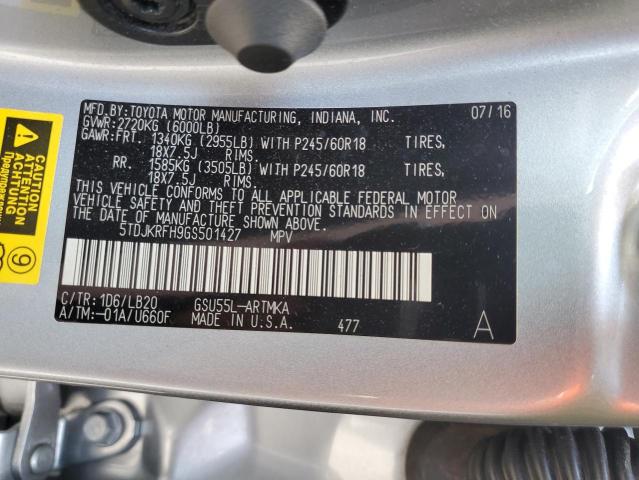 MFD.BY:TOYOTA MOTOR MANUFACTURING, INDIANA, INC. 07/16
GVWR:2720KG (6000LB)
GAWR:FRT. 1340KG (2955LB) WITH P245/60R18 TIRES,
18X7.5J RIMS.
RR. 1585KG (3505LB) WITH P245/60R18 TIRES,
18X7.5J RIMS.
THIS VEHICLE CONFORMS TO ALL APPLICABLE FEDERAL MOTOR
VEHICLE SAFETY AND THEFT PREVENTION STANDARDS IN EFFECT
ON THE DATE OF MANUFACTURE SHOWN ABOVE.
5TDJKRFH9GS501427 MPV
C/TR: 1D6/LB20 GSU55L-ARTMKA
A/TM:-01A/U660F MADE IN U.S.A. 477 A
CAUTION
ACHTUNG
ATTENTION
ATENCIÓN
9